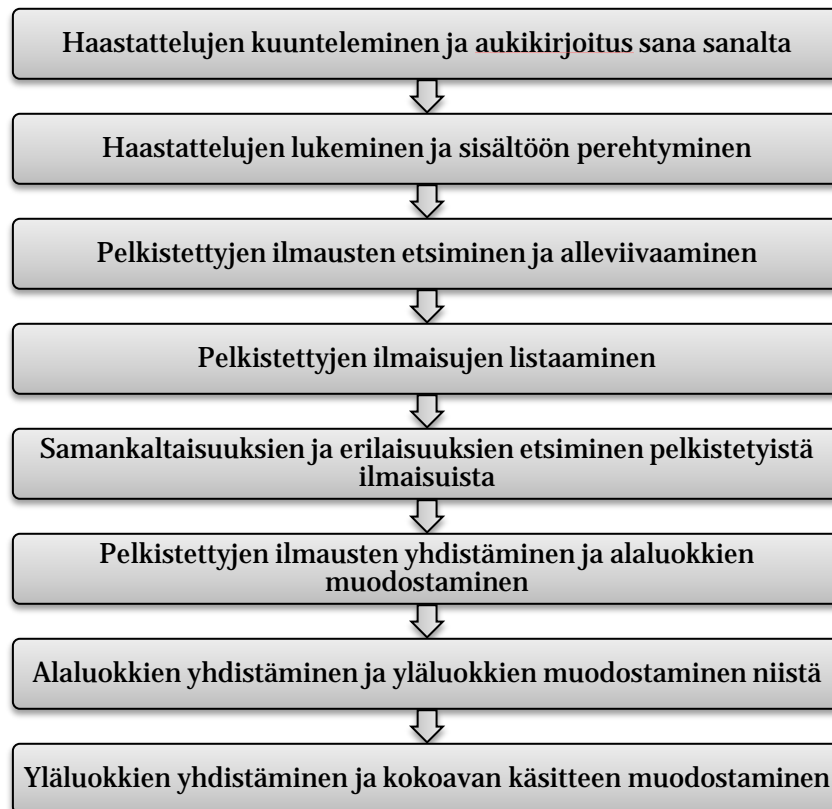 Haastattelujen kuunteleminen ja aukikirjoitus sana sanalta
Haastattelujen lukeminen ja sisältöön perehtyminen
Pelkistettyjen ilmausten etsiminen ja alleviivaaminen
Pelkistettyjen ilmaisujen listaaminen
Samankaltaisuuksien ja erilaisuuksien etsiminen pelkistetyistä
ilmaisuista
Pelkistettyjen ilmausten yhdistäminen ja alaluokkien
muodostaminen
Alaluokkien yhdistäminen ja yläluokkien muodostaminen niistä
Yläluokkien yhdistäminen ja kokoavan käsitteen muodostaminen